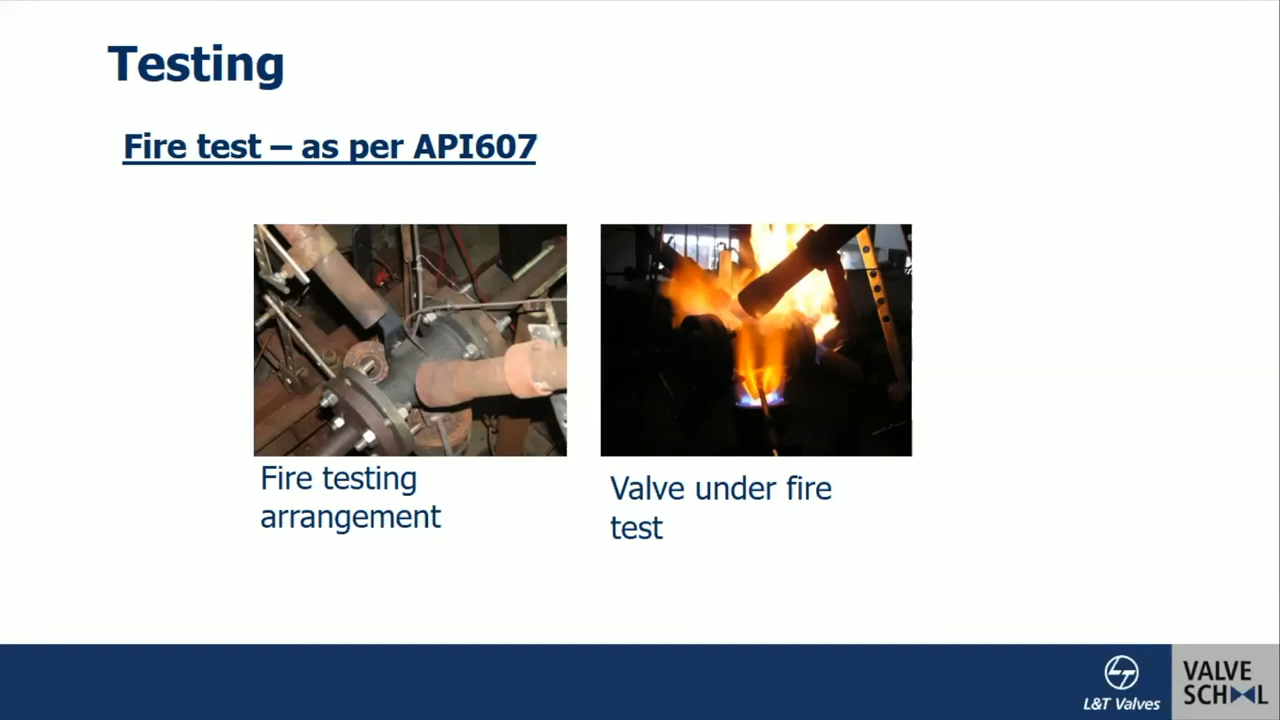 Testing
Fire test – as per API607
Fire testing
arrangement
Valve under fire
test
L&T Valves
VALVE
SCHOOL